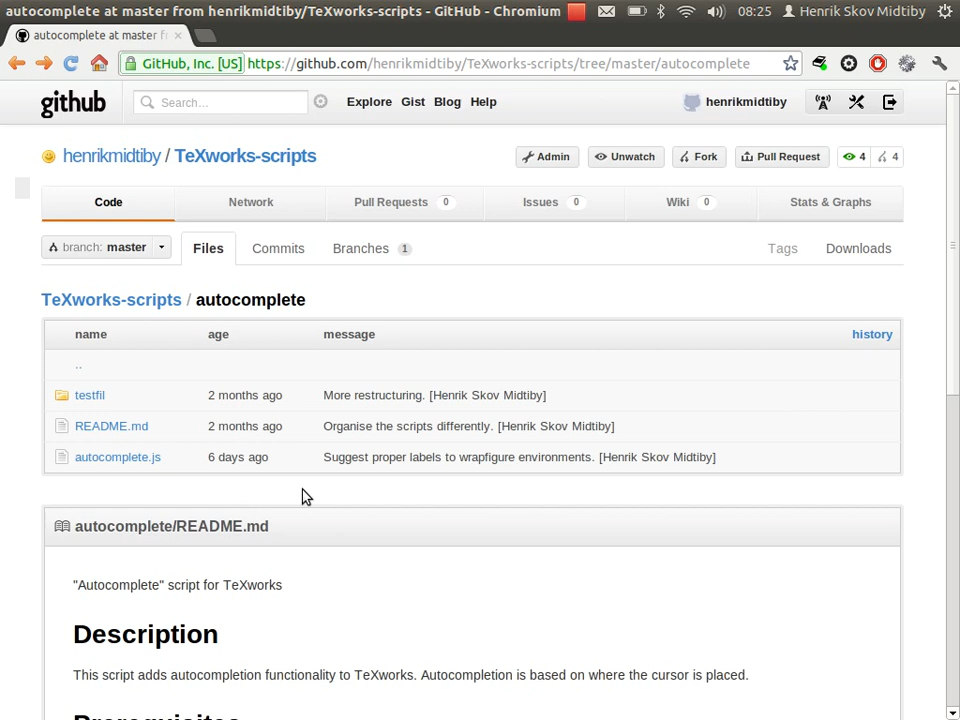 autocomplete at master from henrikmidtiby/TeXworks-scripts - GitHub - Chromium 08:25 Henrik Skov Midtiby
autocomplete at master f
GitHub, Inc. [US] https://github.com/henrikmidtiby/TeXworks-scripts/tree/master/autocomplete
github Search... Explore Gist Blog Help henrikmidtiby
henrikmidtiby / TeXworks-scripts Admin Unwatch Fork Pull Request 4 4
Code Network Pull Requests 0 Issues 0 Wiki 0 Stats & Graphs
branch: master Files Commits Branches 1 Tags Downloads
TeXworks-scripts / autocomplete
name age message history
..
testfil 2 months ago More restructuring. [Henrik Skov Midtiby]
README.md 2 months ago Organise the scripts differently. [Henrik Skov Midtiby]
autocomplete.js 6 days ago Suggest proper labels to wrapfigure environments. [Henrik Skov Midtiby]
autocomplete/README.md
"Autocomplete" script for TeXworks
Description
This script adds autocompletion functionality to TeXworks. Autocompletion is based on where the cursor is placed.
Prerequisites